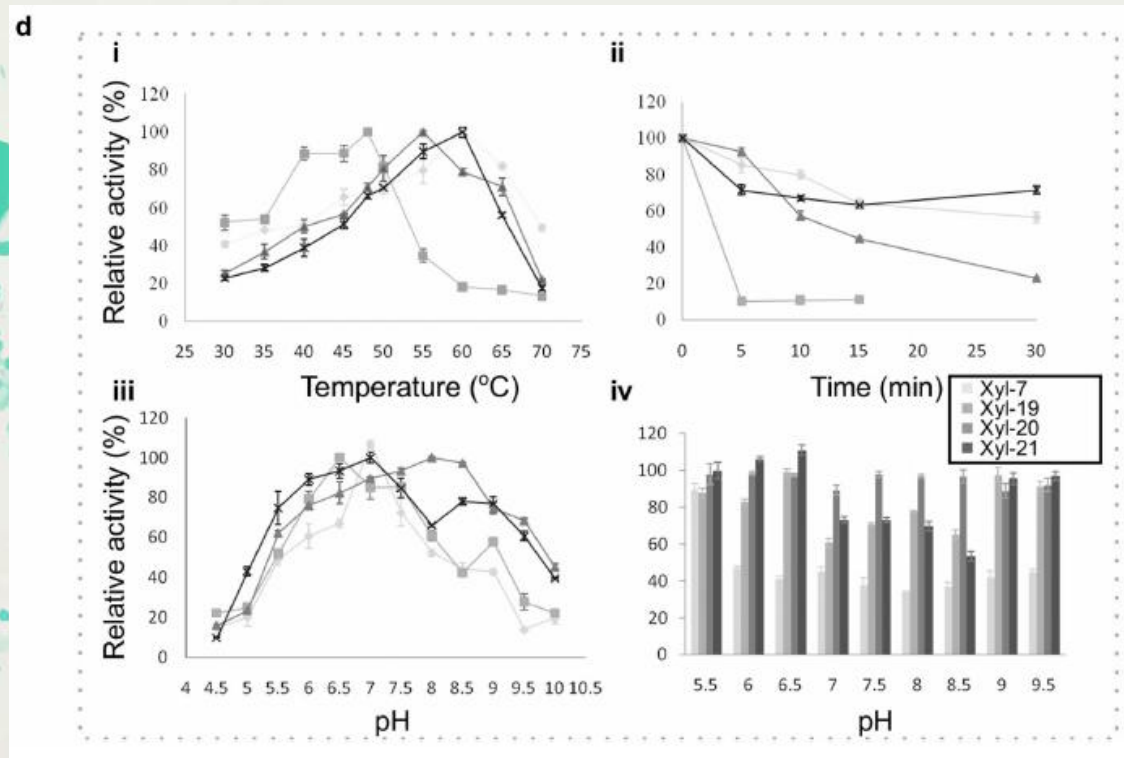 d
i
Relative activity (%)
120
100
80
60
40
20
0
25 30 35 40 45 50 55 60 65 70 75
Temperature (°C)
ii
120
100
80
60
40
20
0
0 5 10 15 20 25 30
Time (min)
iii
Relative activity (%)
120
100
80
60
40
20
0
4 4.5 5 5.5 6 6.5 7 7.5 8 8.5 9 9.5 10 10.5
pH
iv
Xyl-7
Xyl-19
Xyl-20
Xyl-21
120
100
80
60
40
20
0
5.5 6 6.5 7 7.5 8 8.5 9 9.5
pH